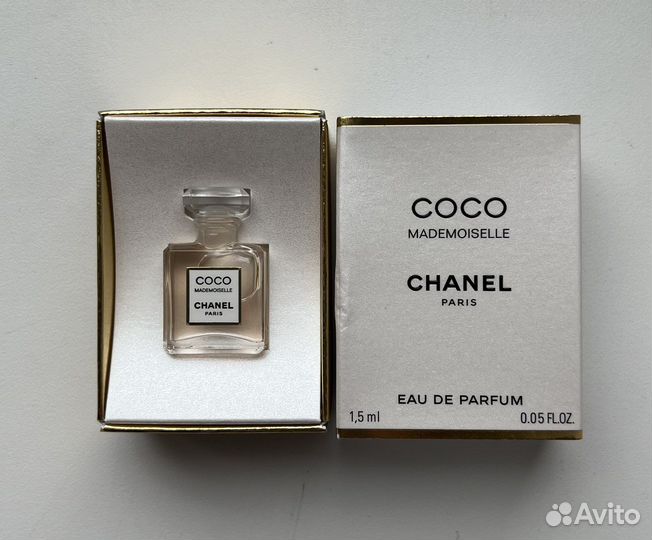 COCO
MADEMOISELLE
CHANEL
PARIS
COCO
MADEMOISELLE
CHANEL
PARIS
EAU DE PARFUM
1,5 ml 0.05 FL.OZ.
Avito